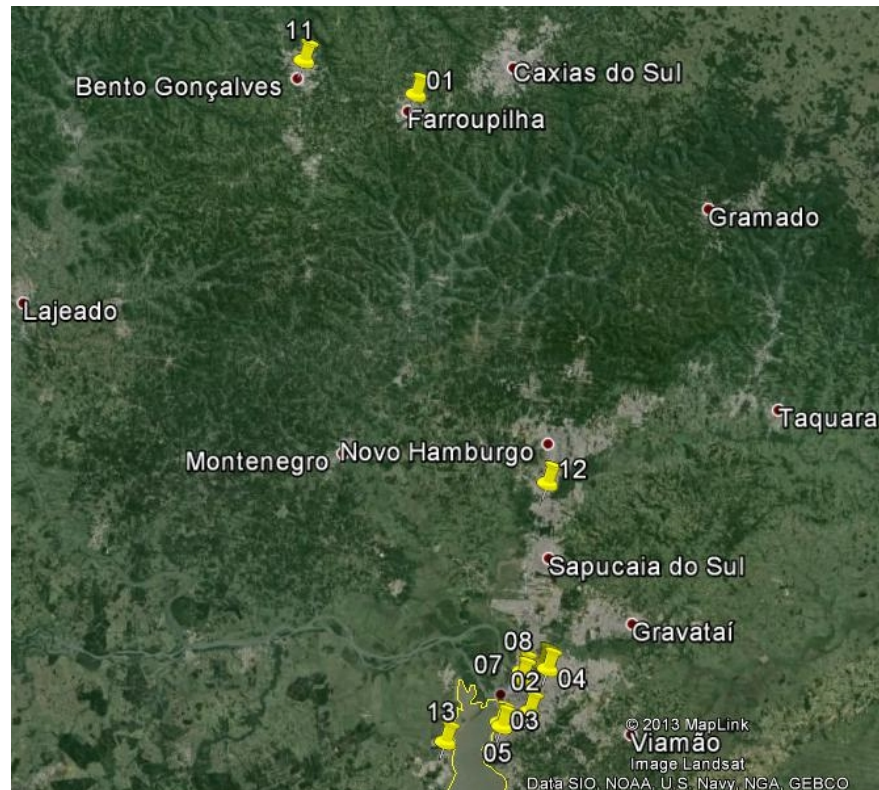 11
Bento Gonçalves
Caxias do Sul
01
Farroupilha
Gramado
Lajeado
Taquara
Montenegro
Novo Hamburgo
12
Sapucaia do Sul
Gravataí
08
07
02
04
13
03
05
© 2013 MapLink
Viamão
Image Landsat
Data SIO, NOAA, U.S. Navy, NGA, GEBCO